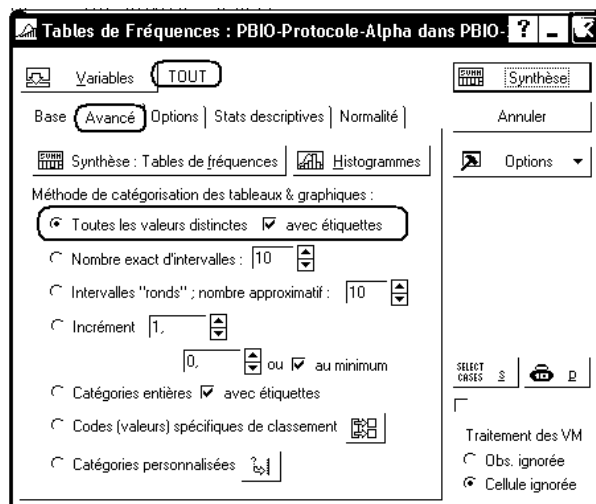 Tables de Fréquences : PBIO-Protocole-Alpha dans PBIO-
Variables TOUT
Synthèse
Base Avancé Options Stats descriptives Normalité
Annuler
Synthèse : Tables de fréquences Histogrammes
Options
Méthode de catégorisation des tableaux & graphiques :
Toutes les valeurs distinctes avec étiquettes
Nombre exact d'intervalles : 10
Intervalles "ronds" ; nombre approximatif : 10
Incrément 1,
0, ou au minimum
SELECT CASES S D
Catégories entières avec étiquettes
Codes (valeurs) spécifiques de classement
Traitement des VM
Catégories personnalisées
Obs. ignorée
Cellule ignorée